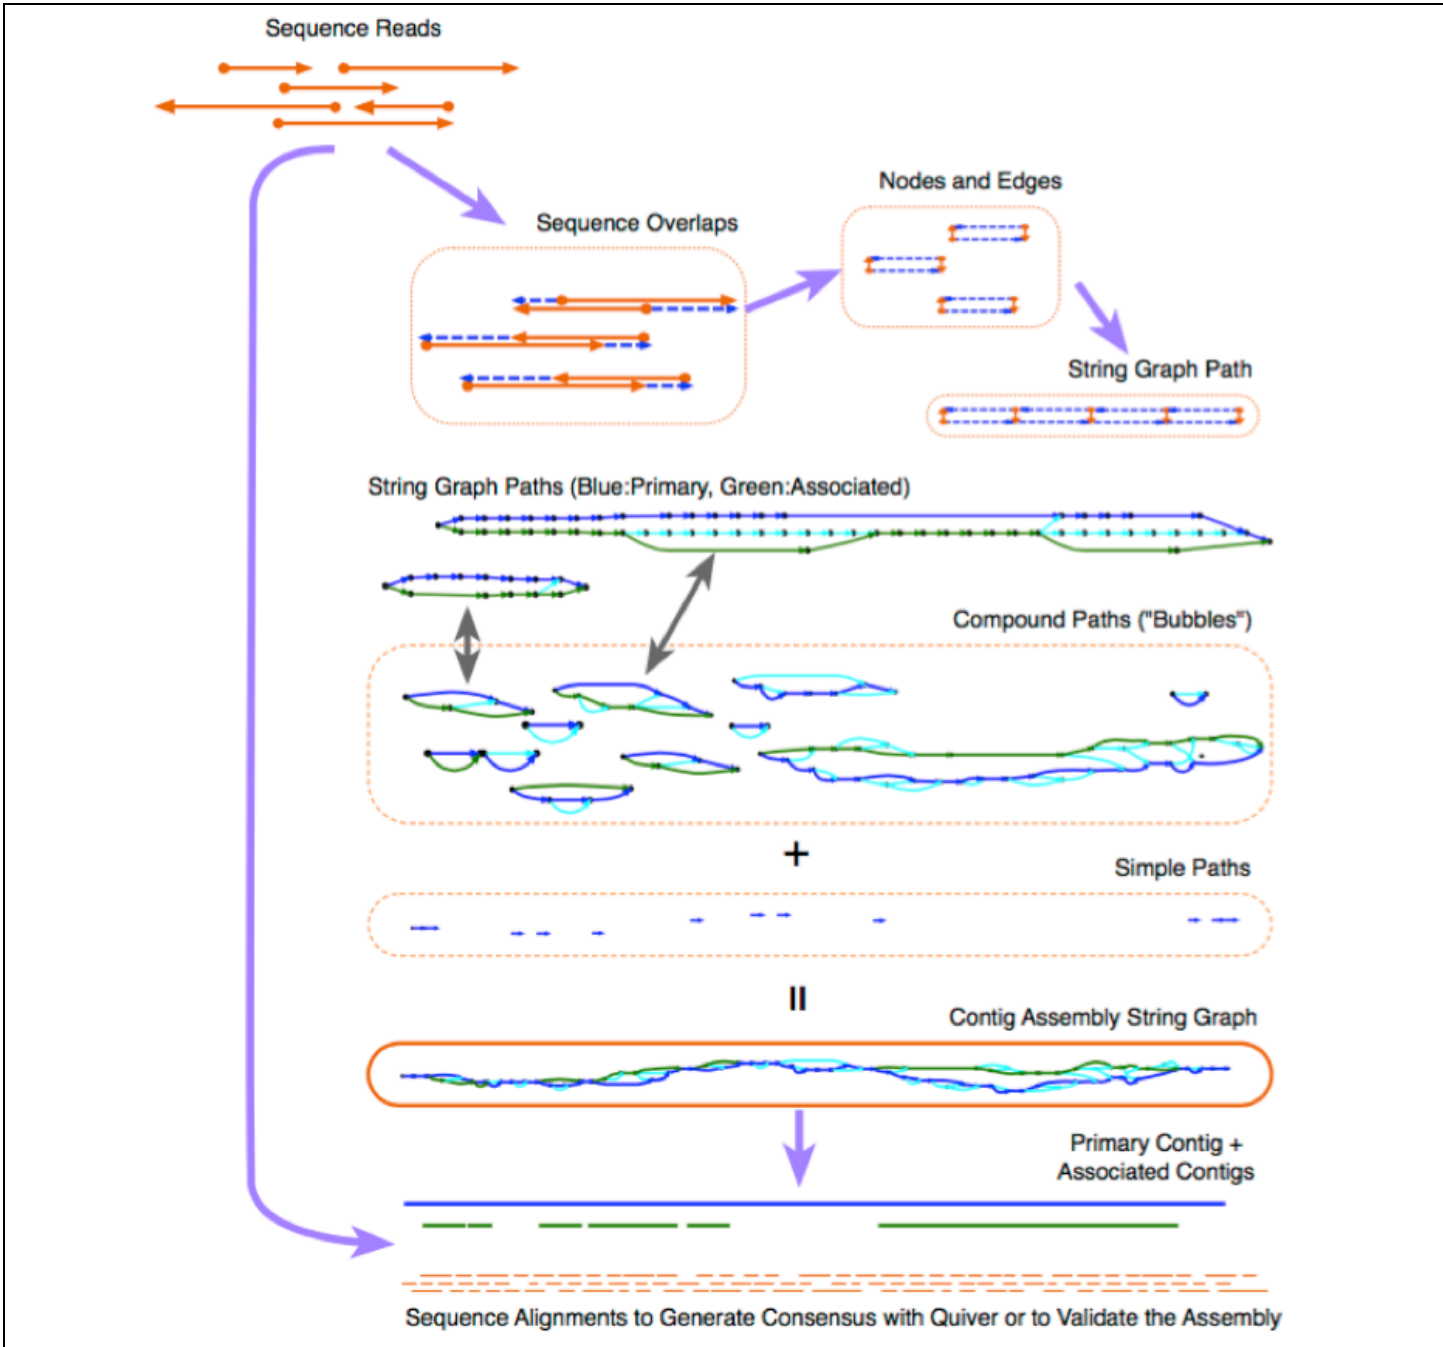 Sequence Reads
Nodes and Edges
Sequence Overlaps
String Graph Path
String Graph Paths (Blue:Primary, Green:Associated)
Compound Paths ("Bubbles")
+
Simple Paths
=
Contig Assembly String Graph
Primary Contig +
Associated Contigs
Sequence Alignments to Generate Consensus with Quiver or to Validate the Assembly